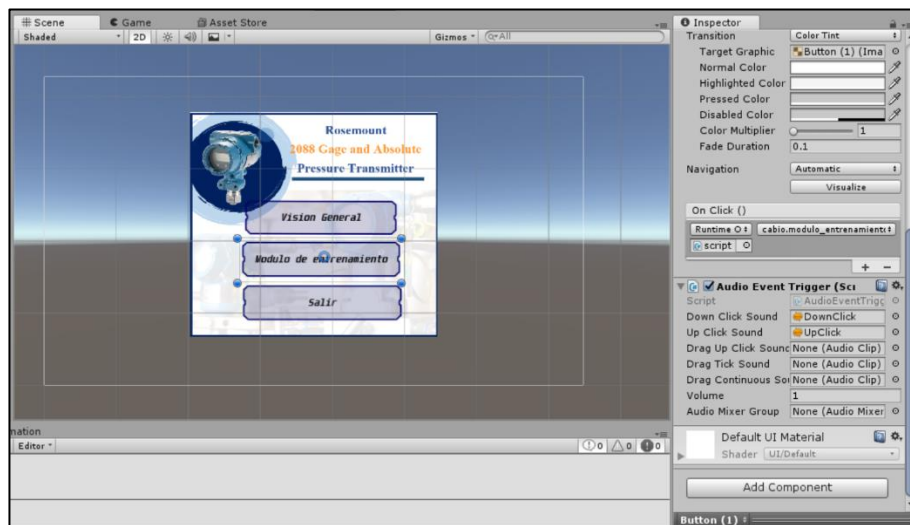 Scene Game Asset Store
Shaded 2D Gizmos All
Rosemount
2088 Gage and Absolute
Pressure Transmitter
Vision General
Modulo de entrenamiento
Salir
Editor 0 0 0
Inspector
Transition Color Tint
Target Graphic Button (1) (Ima
Normal Color
Highlighted Color
Pressed Color
Disabled Color
Color Multiplier 1
Fade Duration 0.1
Navigation Automatic
Visualize
On Click ()
Runtime O cabio.modulo_entrenamient
script
+ −
Audio Event Trigger (Sc
Script AudioEventTrigg
Down Click Sound DownClick
Up Click Sound UpClick
Drag Up Click Sound None (Audio Clip)
Drag Tick Sound None (Audio Clip)
Drag Continuous Sou None (Audio Clip)
Volume 1
Audio Mixer Group None (Audio Mixer
Default UI Material
Shader UI/Default
Add Component
Button (1)